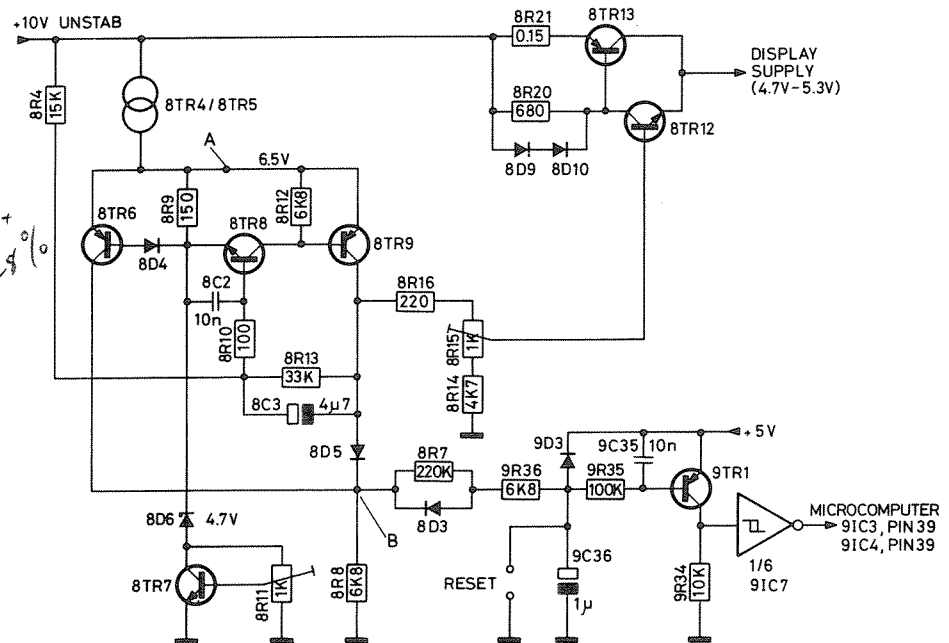 +10V UNSTAB
8R21
0.15
8TR13
DISPLAY
SUPPLY
(4.7V-5.3V)
8R4
15K
8TR4/8TR5
8R20
680
8TR12
8D9
8D10
A
6.5V
+
8%
8TR6
8R9
150
8TR8
8R12
6K8
8TR9
8D4
8C2
10n
8R10
100
8R16
220
8R15
1K
8R13
33K
8R14
4K7
8C3
4µ7
8D5
8R7
220K
8D3
9R36
6K8
9D3
9C35
10n
+5V
9R35
100K
9TR1
8D6
4.7V
B
MICROCOMPUTER
9IC3, PIN39
9IC4, PIN39
8TR7
8R11
1K
8R8
6K8
RESET
9C36
1µ
9R34
10K
1/6
9IC7